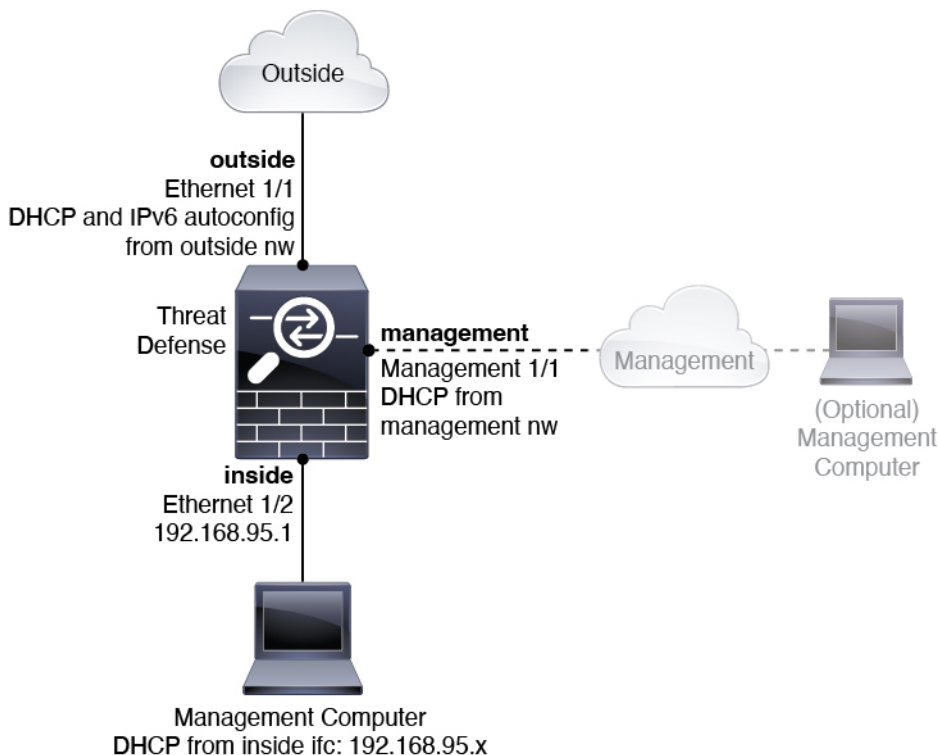 Outside
outside
Ethernet 1/1
DHCP and IPv6 autoconfig
from outside nw
Threat
Defense
management
Management 1/1
DHCP from
management nw
Management
(Optional)
Management
Computer
inside
Ethernet 1/2
192.168.95.1
Management Computer
DHCP from inside ifc: 192.168.95.x